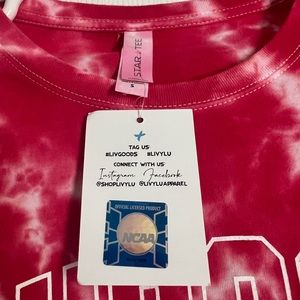 STAR TEE
S
TAG US
#LIVGOODS #LIVYLU
CONNECT WITH US
Instagram Facebook
@SHOPLIVYLU @LIVYLUAPPAREL
OFFICIAL LICENSED PRODUCT
NCAA